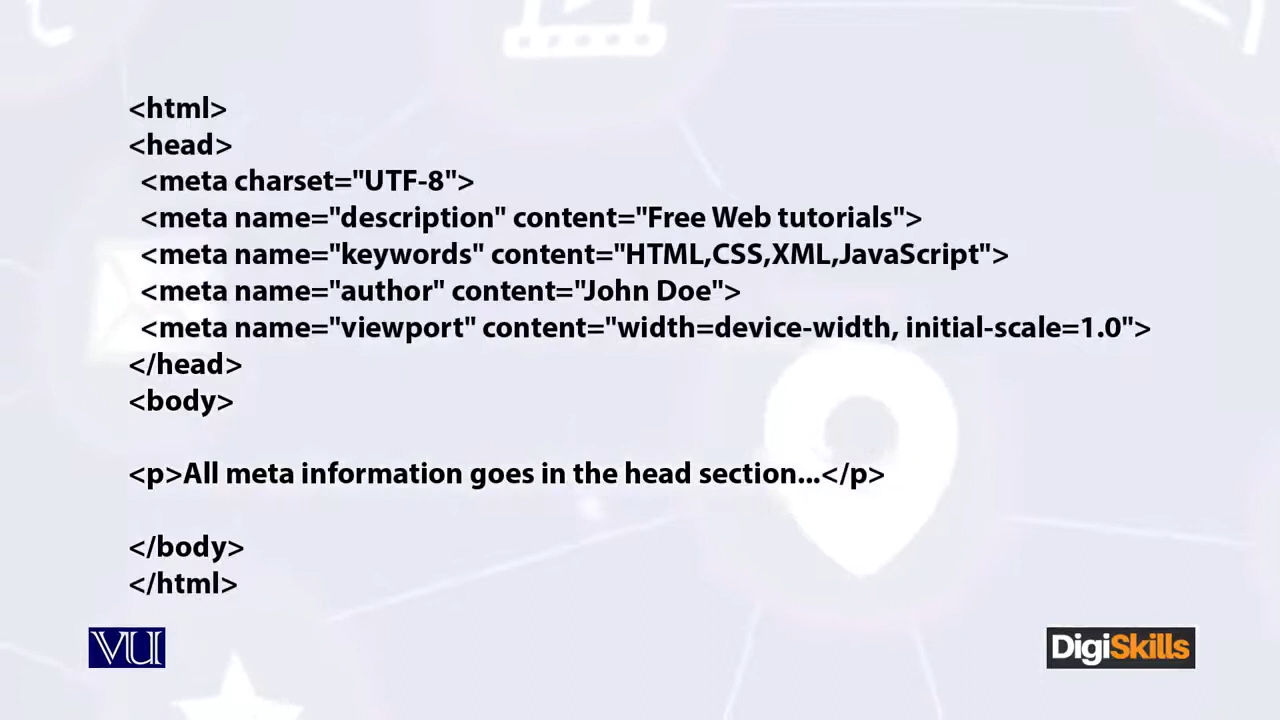 <html>
<head>
<meta charset="UTF-8">
<meta name="description" content="Free Web tutorials">
<meta name="keywords" content="HTML,CSS,XML,JavaScript">
<meta name="author" content="John Doe">
<meta name="viewport" content="width=device-width, initial-scale=1.0">
</head>
<body>
<p>All meta information goes in the head section...</p>
</body>
</html>
VU
DigiSkills